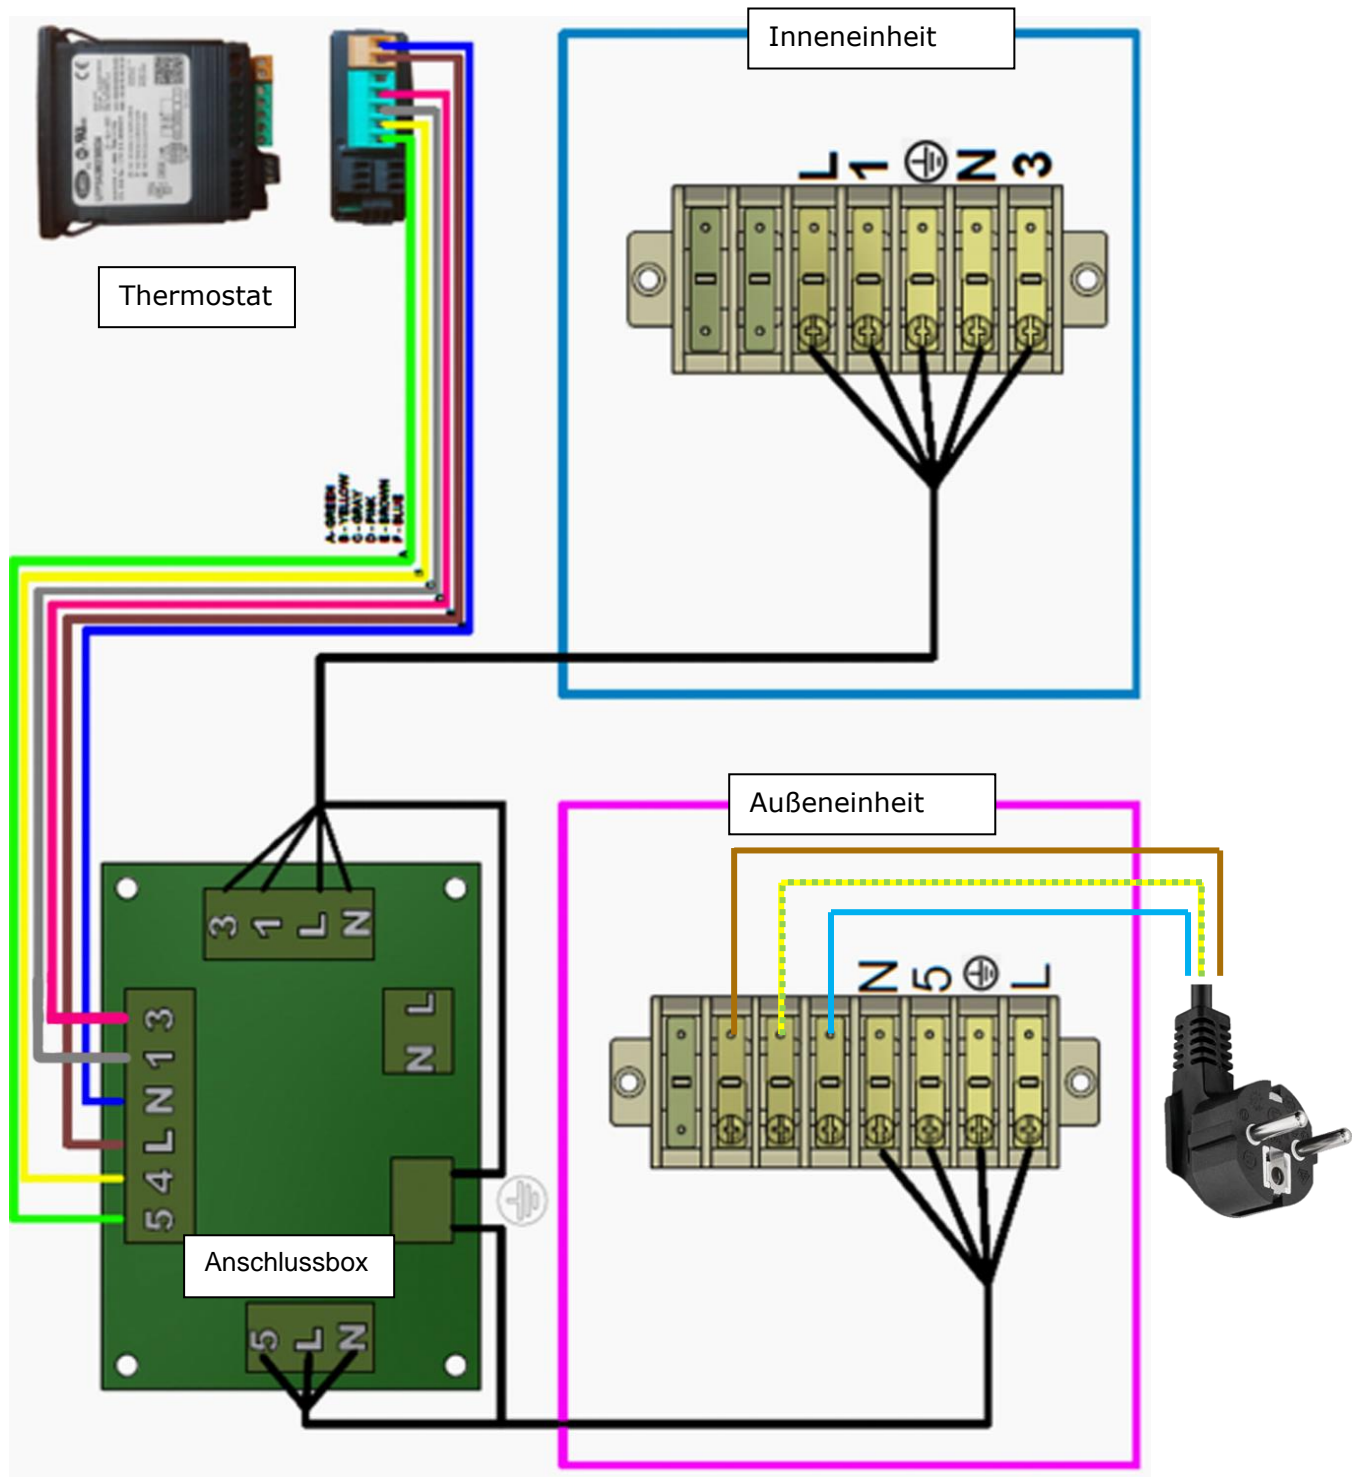 Inneneinheit
L 1 N 3
Thermostat
A- GREEN
B - YELLOW
C - GRAY
D - PINK
E - BROWN
F - BLUE
A
Außeneinheit
3 1 L N
N 5 L
3
1
N
L
4
5
L
N
Anschlussbox
5 L N